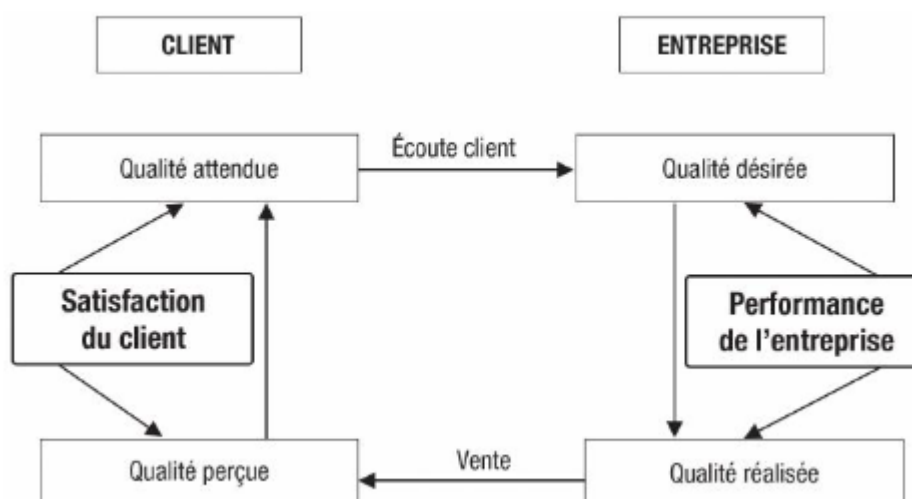 CLIENT
ENTREPRISE
Écoute client
Qualité attendue
Qualité désirée
Satisfaction
du client
Performance
de l'entreprise
Vente
Qualité perçue
Qualité réalisée